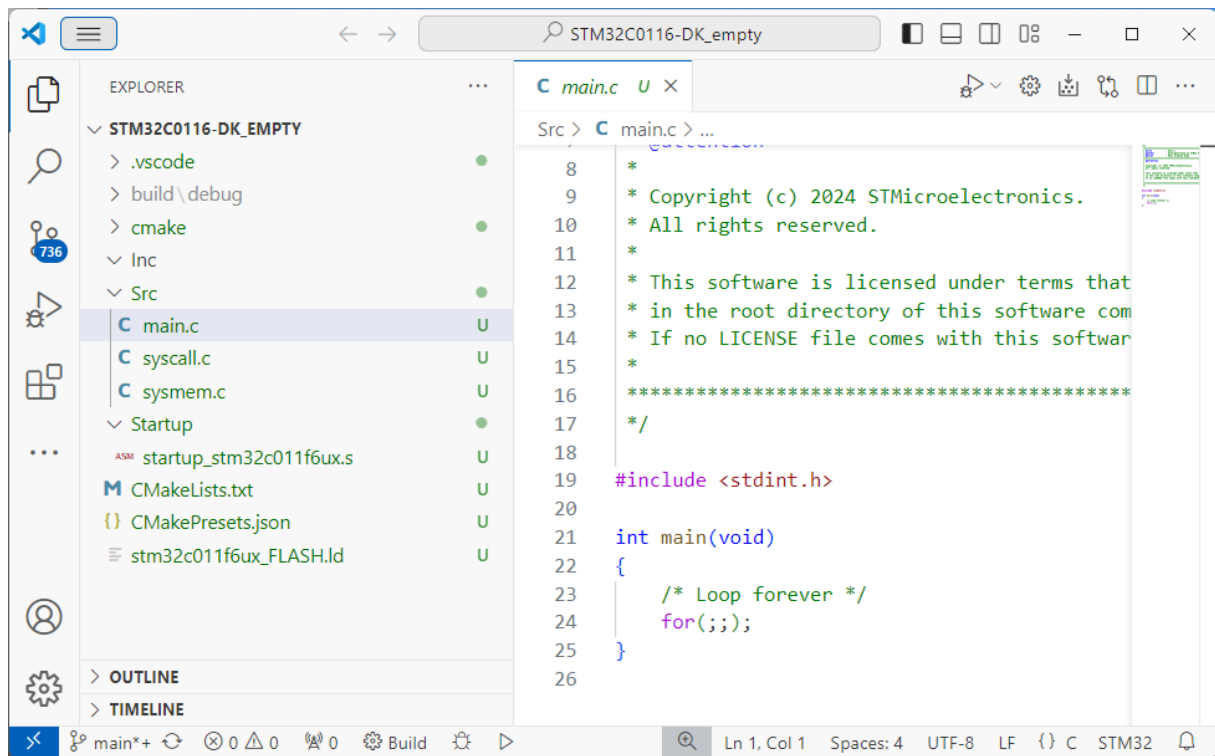 STM32C0116-DK_empty
EXPLORER
STM32C0116-DK_EMPTY
.vscode
build\debug
cmake
736
Inc
Src
C main.c U
C syscall.c U
C sysmem.c U
Startup
ASM startup_stm32c011f6ux.s U
M CMakeLists.txt U
{} CMakePresets.json U
stm32c011f6ux_FLASH.ld U
OUTLINE
TIMELINE
C main.c U
Src > C main.c > ...
8 *
9 * Copyright (c) 2024 STMicroelectronics.
10 * All rights reserved.
11 *
12 * This software is licensed under terms that
13 * in the root directory of this software com
14 * If no LICENSE file comes with this softwar
15 *
16 ********************************************
17 */
18
19 #include <stdint.h>
20
21 int main(void)
22 {
23 /* Loop forever */
24 for(;;);
25 }
26
main*+ 0 0 0 Build Ln 1, Col 1 Spaces: 4 UTF-8 LF {} C STM32